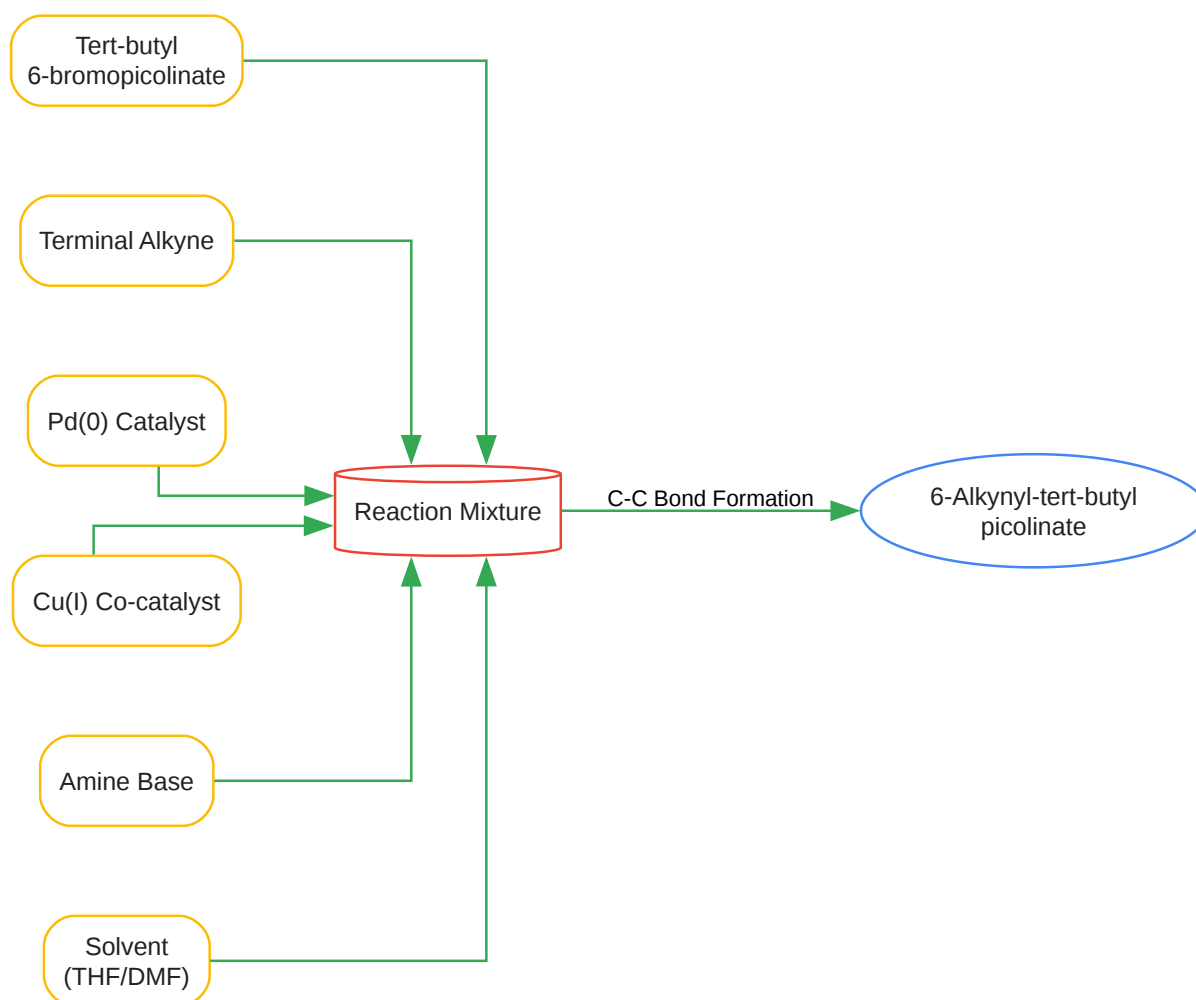 Tert-butyl
6-bromopicolinate
Terminal Alkyne
Pd(0) Catalyst
Reaction Mixture
C-C Bond Formation
6-Alkynyl-tert-butyl
picolinate
Cu(I) Co-catalyst
Amine Base
Solvent
(THF/DMF)